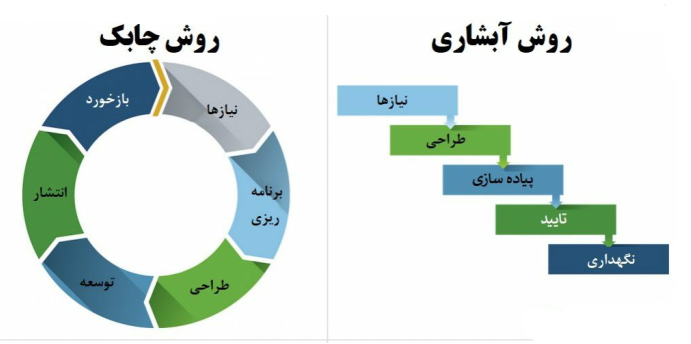 روش آبشاری
نیازها
طراحی
پیاده سازی
تایید
نگهداری
روش چابک
نیازها
برنامه
ریزی
طراحی
توسعه
انتشار
بازخورد